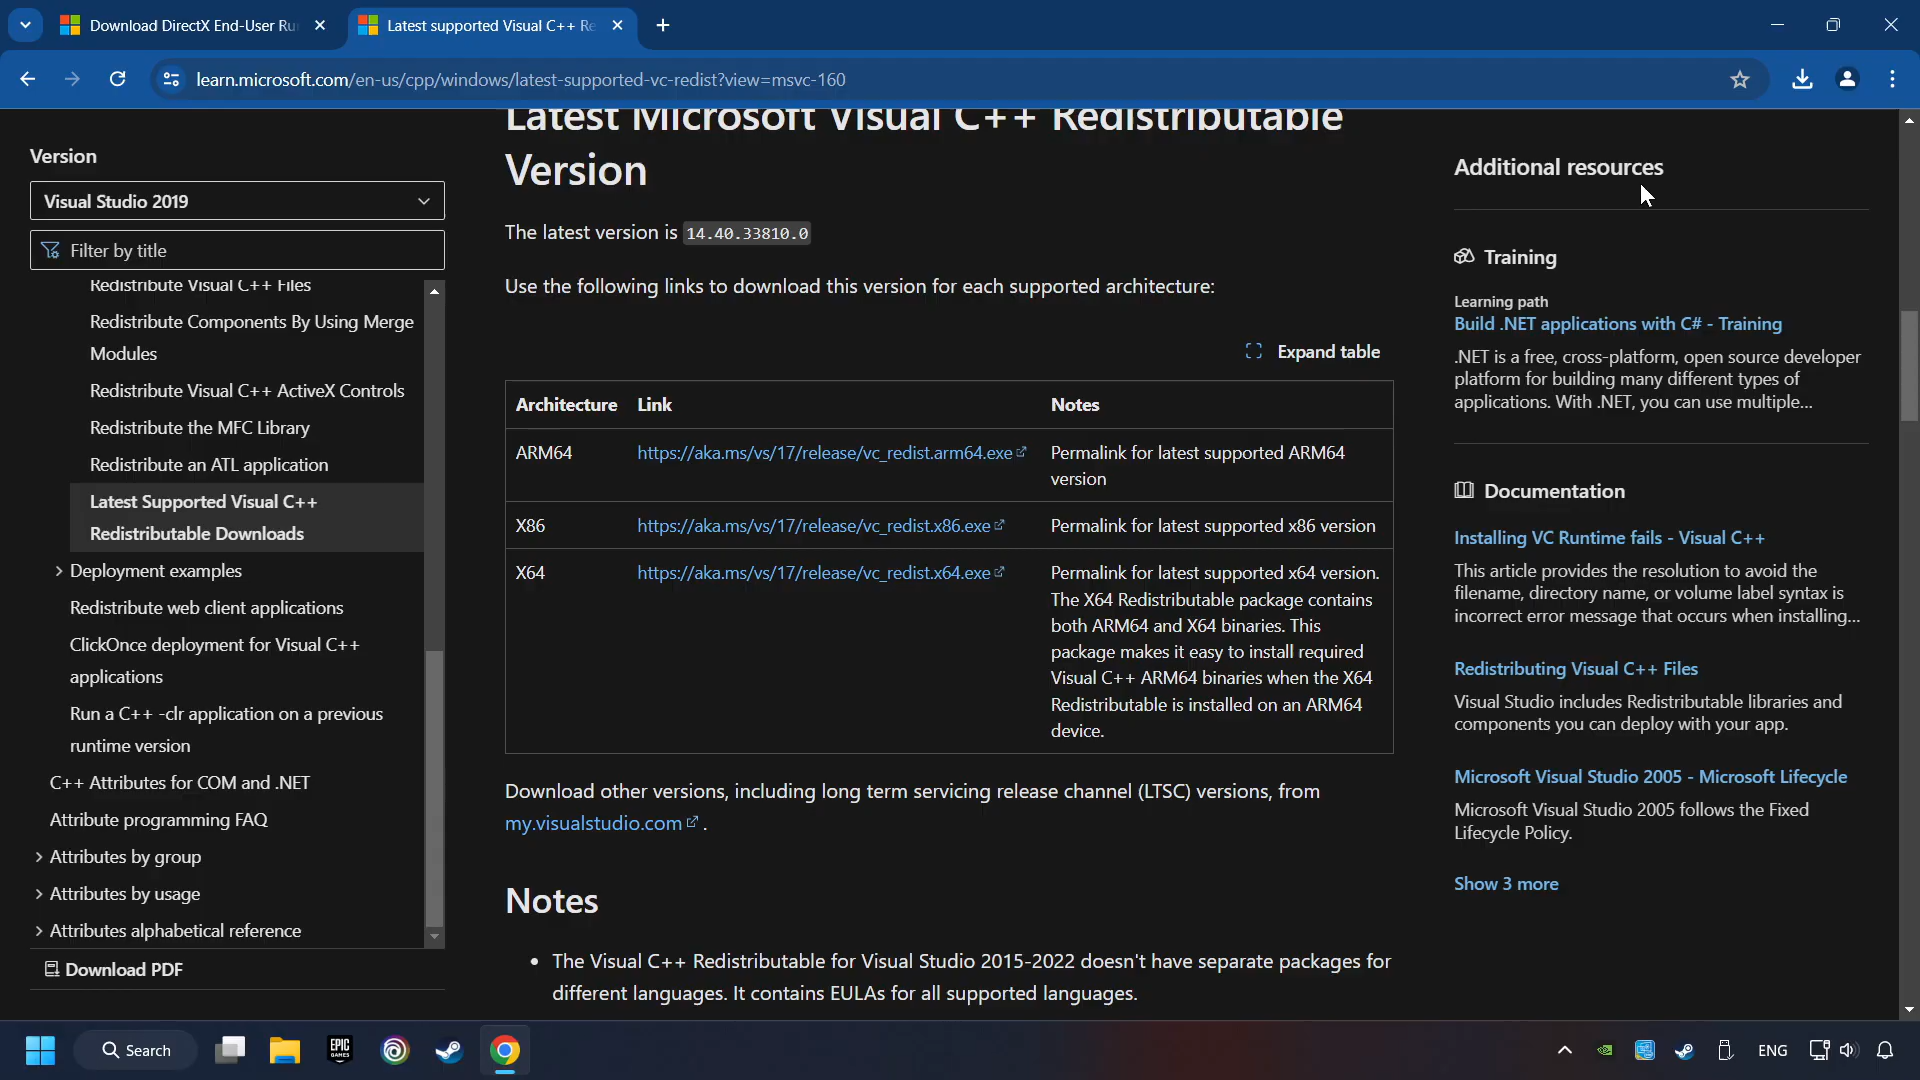 Download DirectX End-User Ru
Latest supported Visual C++ Re
learn.microsoft.com/en-us/cpp/windows/latest-supported-vc-redist?view=msvc-160
Version
Visual Studio 2019
Filter by title
Redistribute Visual C++ Files
Redistribute Components By Using Merge
Modules
Redistribute Visual C++ ActiveX Controls
Redistribute the MFC Library
Redistribute an ATL application
Latest Supported Visual C++
Redistributable Downloads
Deployment examples
Redistribute web client applications
ClickOnce deployment for Visual C++
applications
Run a C++ -clr application on a previous
runtime version
C++ Attributes for COM and .NET
Attribute programming FAQ
Attributes by group
Attributes by usage
Attributes alphabetical reference
Download PDF
Latest Microsoft Visual C++ Redistributable
Version
The latest version is 14.40.33810.0
Use the following links to download this version for each supported architecture:
Expand table
Architecture Link Notes
ARM64 https://aka.ms/vs/17/release/vc_redist.arm64.exe Permalink for latest supported ARM64
version
X86 https://aka.ms/vs/17/release/vc_redist.x86.exe Permalink for latest supported x86 version
X64 https://aka.ms/vs/17/release/vc_redist.x64.exe Permalink for latest supported x64 version.
The X64 Redistributable package contains
both ARM64 and X64 binaries. This
package makes it easy to install required
Visual C++ ARM64 binaries when the X64
Redistributable is installed on an ARM64
device.
Download other versions, including long term servicing release channel (LTSC) versions, from
my.visualstudio.com .
Notes
• The Visual C++ Redistributable for Visual Studio 2015-2022 doesn't have separate packages for
different languages. It contains EULAs for all supported languages.
Additional resources
Training
Learning path
Build .NET applications with C# - Training
.NET is a free, cross-platform, open source developer
platform for building many different types of
applications. With .NET, you can use multiple...
Documentation
Installing VC Runtime fails - Visual C++
This article provides the resolution to avoid the
filename, directory name, or volume label syntax is
incorrect error message that occurs when installing...
Redistributing Visual C++ Files
Visual Studio includes Redistributable libraries and
components you can deploy with your app.
Microsoft Visual Studio 2005 - Microsoft Lifecycle
Microsoft Visual Studio 2005 follows the Fixed
Lifecycle Policy.
Show 3 more
Search
EPIC
GAMES
ENG